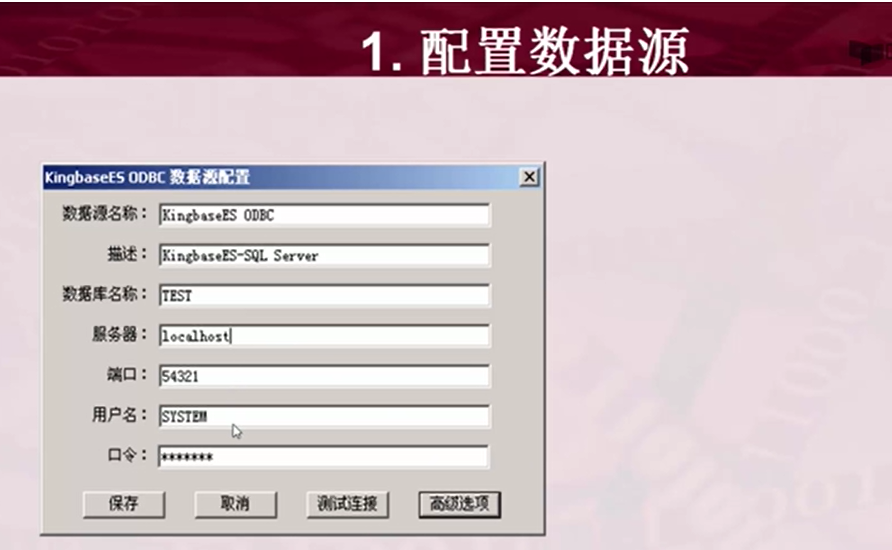 1. 配置数据源
KingbaseES ODBC 数据源配置
数据源名称： KingbaseES ODBC
描述： KingbaseES-SQL Server
数据库名称： TEST
服务器： localhost
端口： 54321
用户名： SYSTEM
口令： *******
保存 取消 测试连接 高级选项